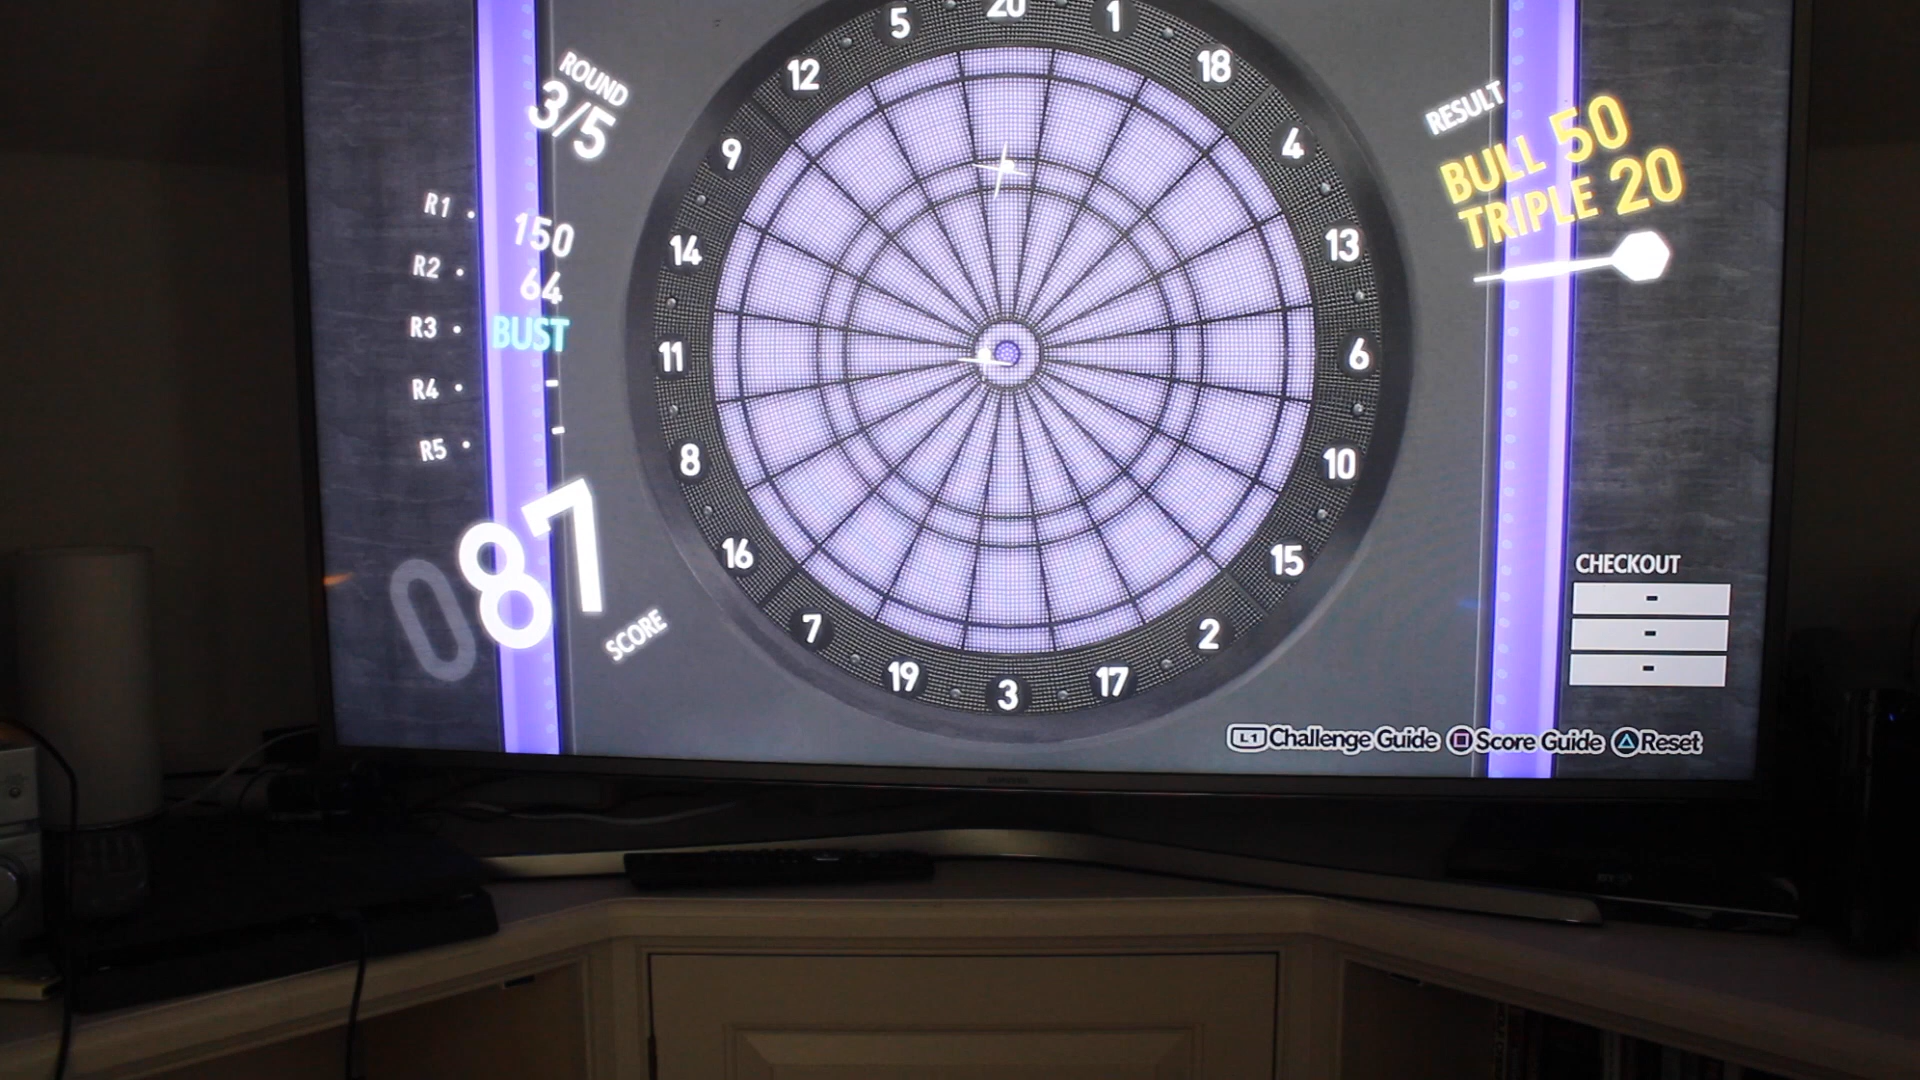 ROUND
3/5
R1 · 150
R2 · 64
R3 · BUST
R4 · -
R5 · -
087
SCORE
5 20 1
12 18
9 4
14 13
11 6
8 10
16 15
7 2
19 3 17
RESULT
BULL 50
TRIPLE 20
CHECKOUT
-
-
-
L1 Challenge Guide Score Guide Reset
SAMSUNG